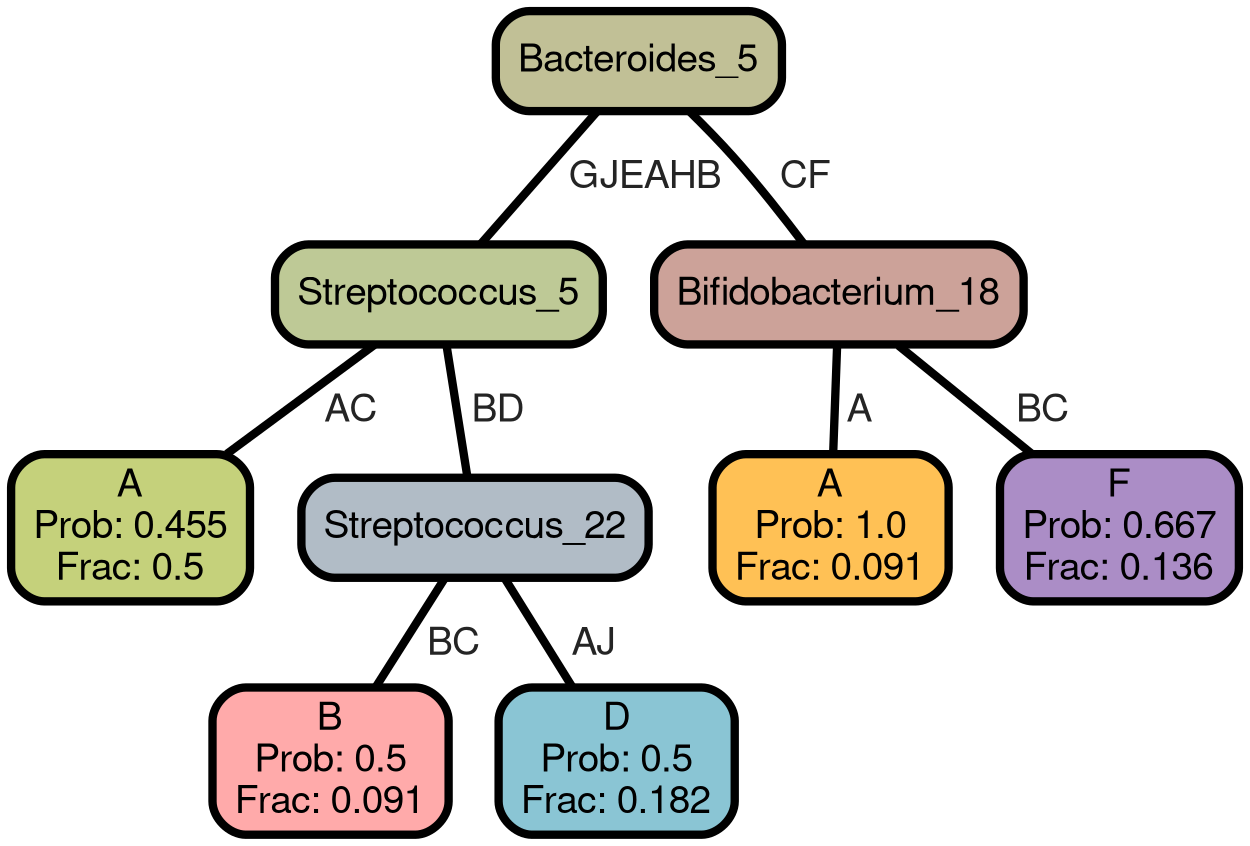 Bacteroides_5
GJEAHB
CF
Streptococcus_5
Bifidobacterium_18
AC
BD
A
BC
A
Prob: 0.455
Frac: 0.5
Streptococcus_22
A
Prob: 1.0
Frac: 0.091
F
Prob: 0.667
Frac: 0.136
BC
AJ
B
Prob: 0.5
Frac: 0.091
D
Prob: 0.5
Frac: 0.182